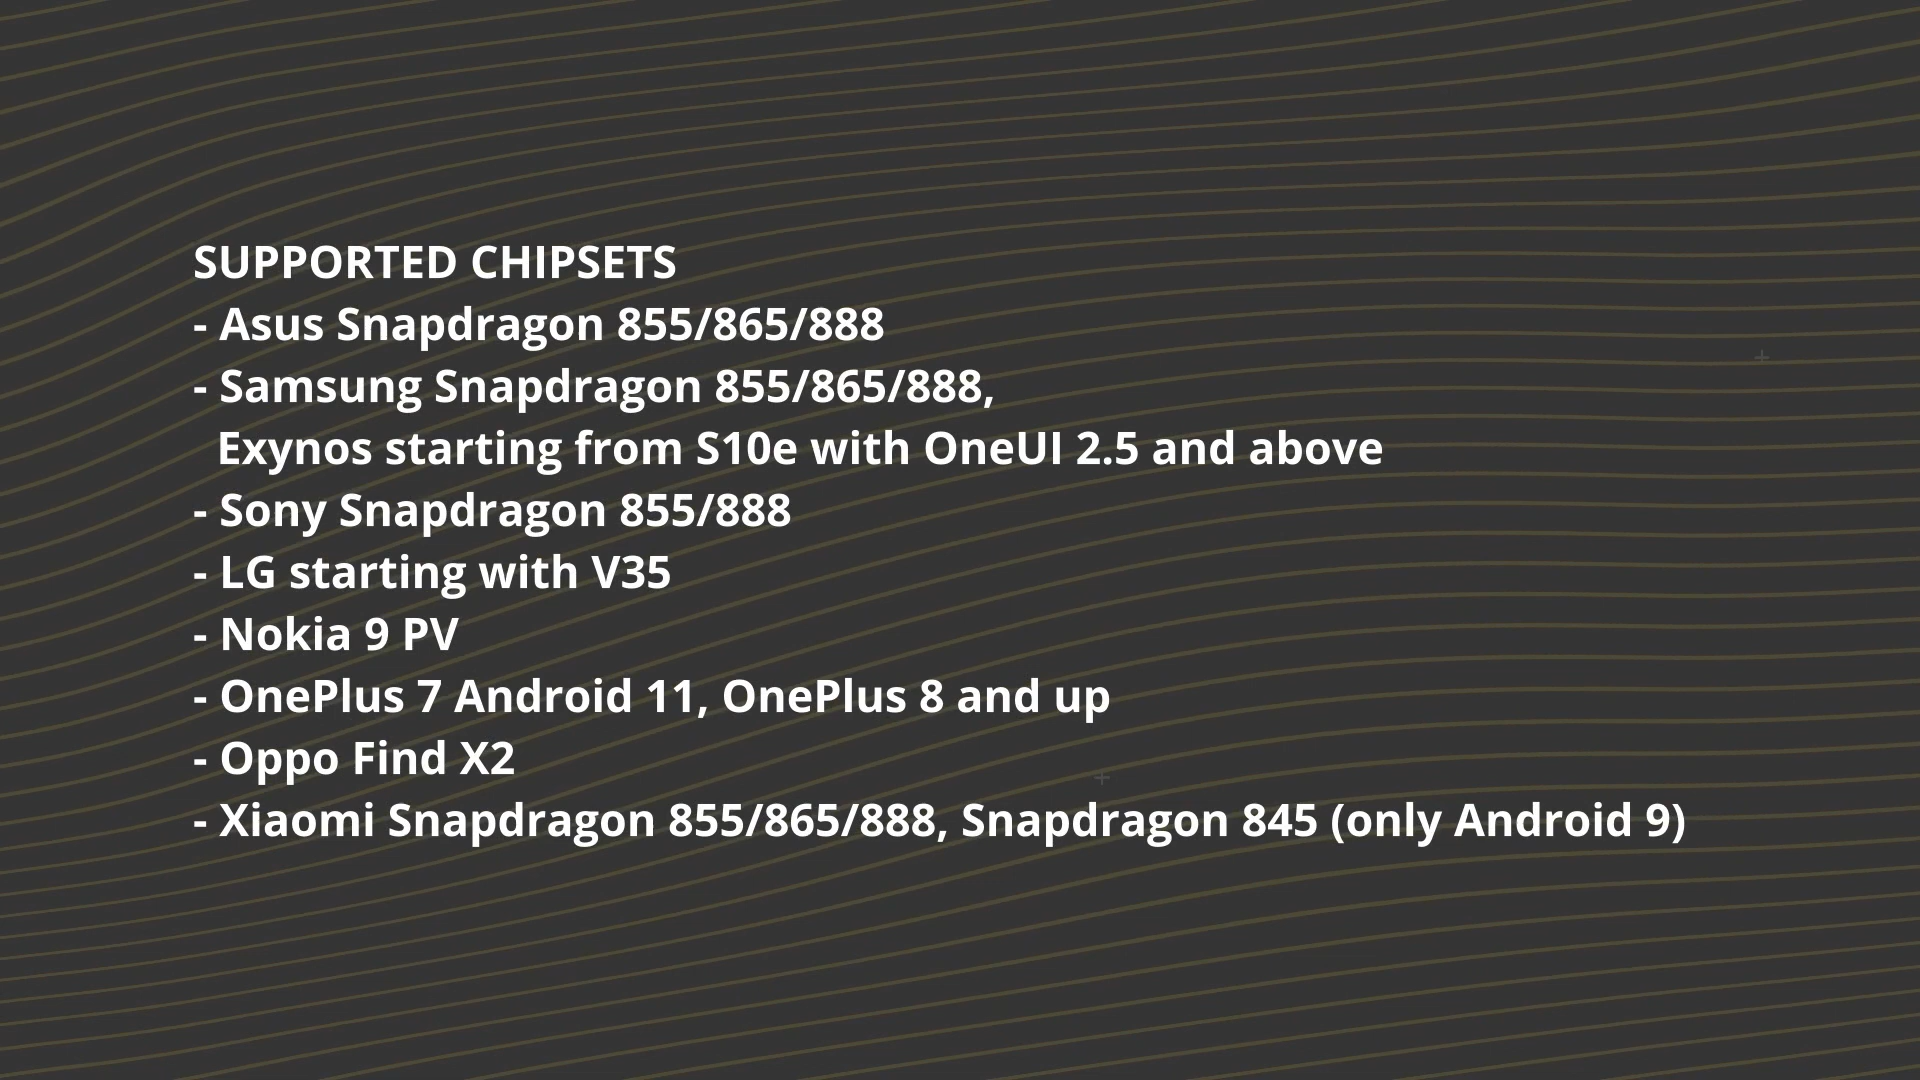 SUPPORTED CHIPSETS
- Asus Snapdragon 855/865/888
- Samsung Snapdragon 855/865/888,
Exynos starting from S10e with OneUI 2.5 and above
- Sony Snapdragon 855/888
- LG starting with V35
- Nokia 9 PV
- OnePlus 7 Android 11, OnePlus 8 and up
- Oppo Find X2
- Xiaomi Snapdragon 855/865/888, Snapdragon 845 (only Android 9)